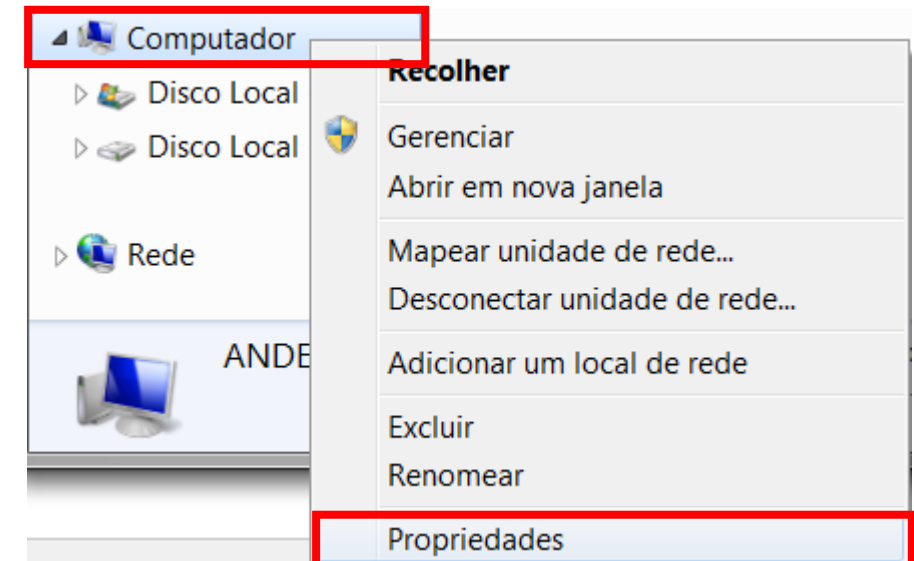 Computador
Disco Local
Disco Local
Rede
ANDE
Recolher
Gerenciar
Abrir em nova janela
Mapear unidade de rede...
Desconectar unidade de rede...
Adicionar um local de rede
Excluir
Renomear
Propriedades